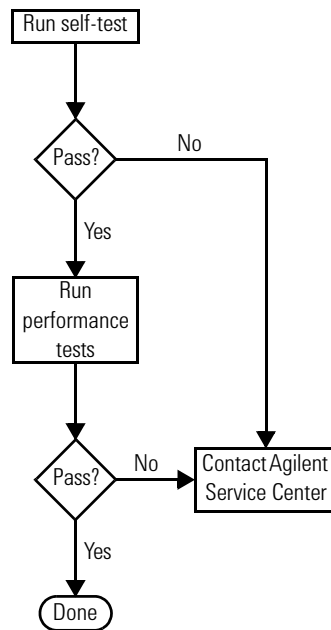 Run self-test
Pass?
No
Yes
Run
performance
tests
Pass?
No
Contact Agilent
Service Center
Yes
Done